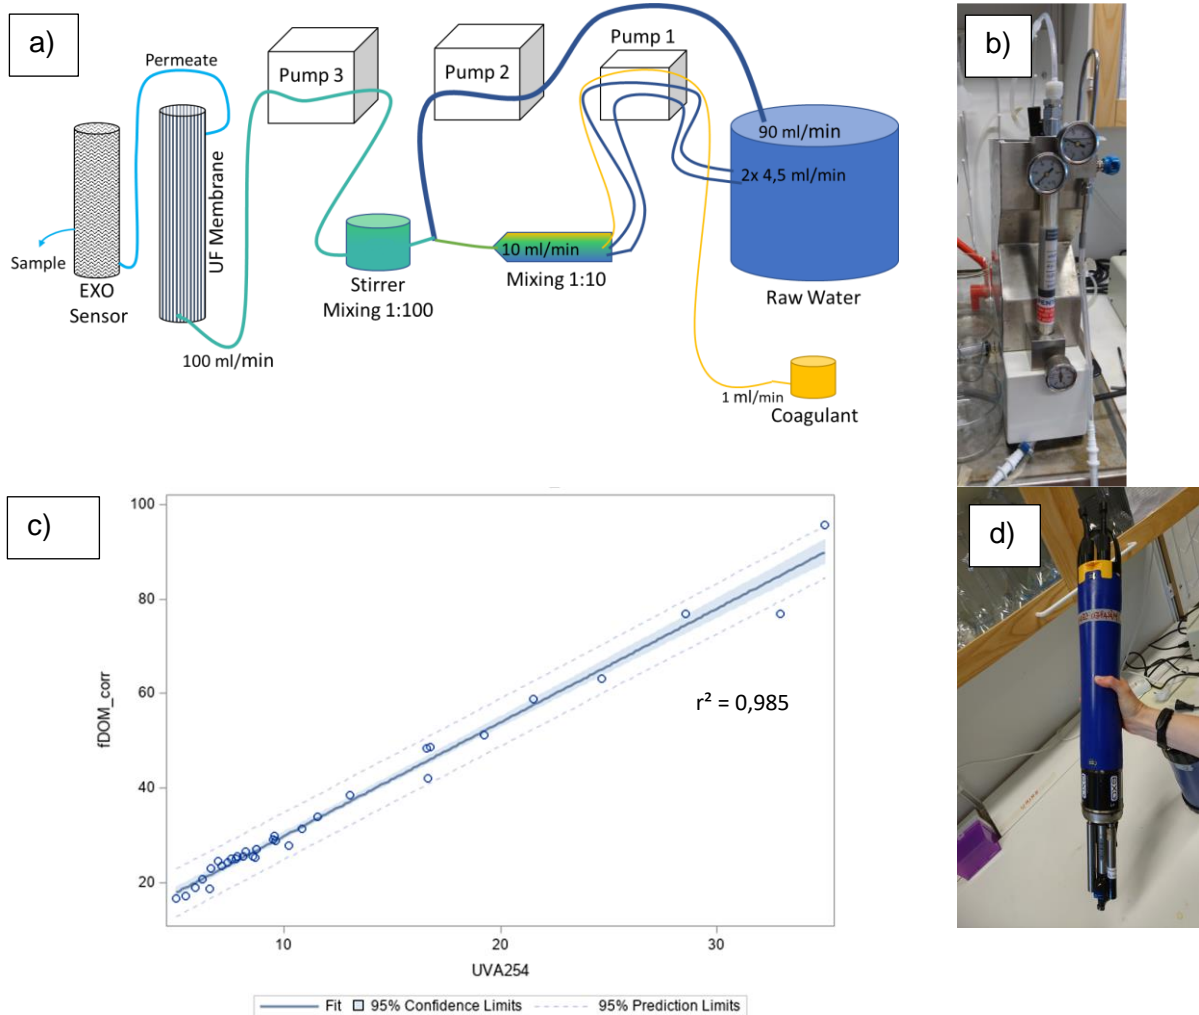 a)
Permeate
Pump 3
Pump 2
Pump 1
90 ml/min
2x 4,5 ml/min
UF Membrane
Sample
EXO
Sensor
10 ml/min
Mixing 1:10
Stirrer
Mixing 1:100
Raw Water
100 ml/min
1 ml/min
Coagulant
b)
c)
100
80
60
40
20
fDOM_corr
r² = 0,985
10
20
30
UVA254
Fit
95% Confidence Limits
95% Prediction Limits
d)
EXO